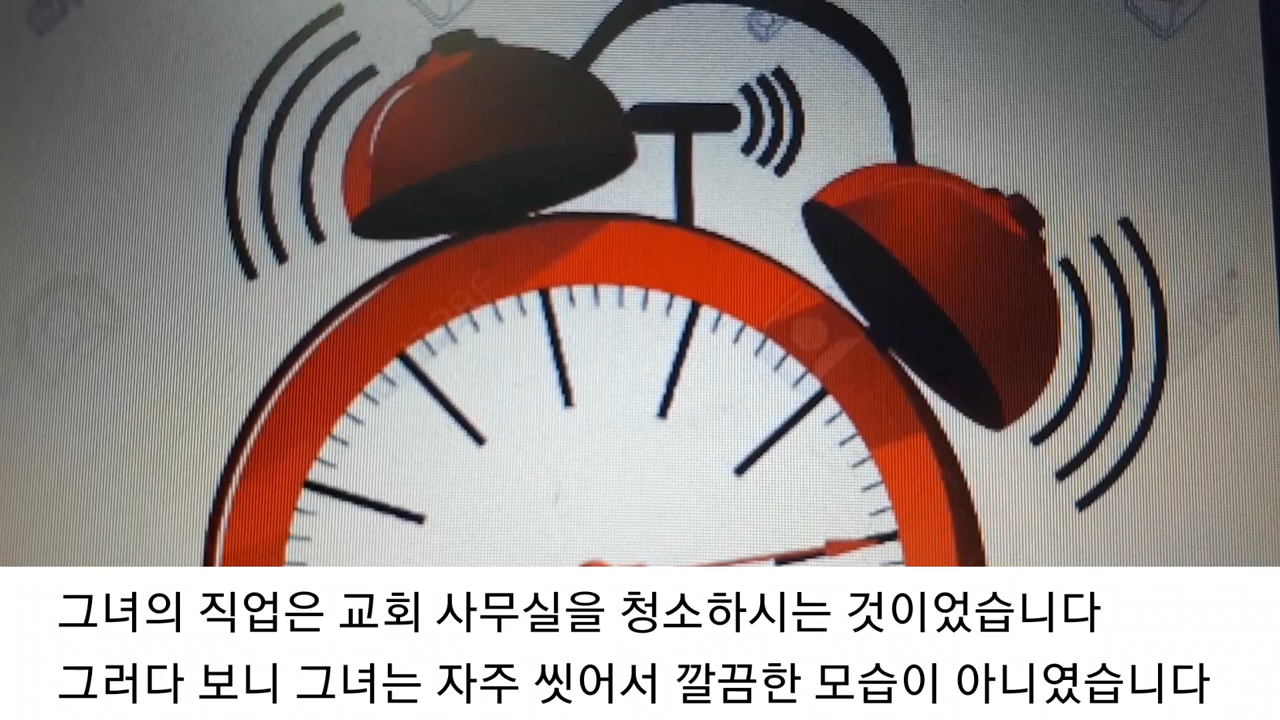 그녀의 직업은 교회 사무실을 청소하시는 것이었습니다
그러다 보니 그녀는 자주 씻어서 깔끔한 모습이 아니였습니다